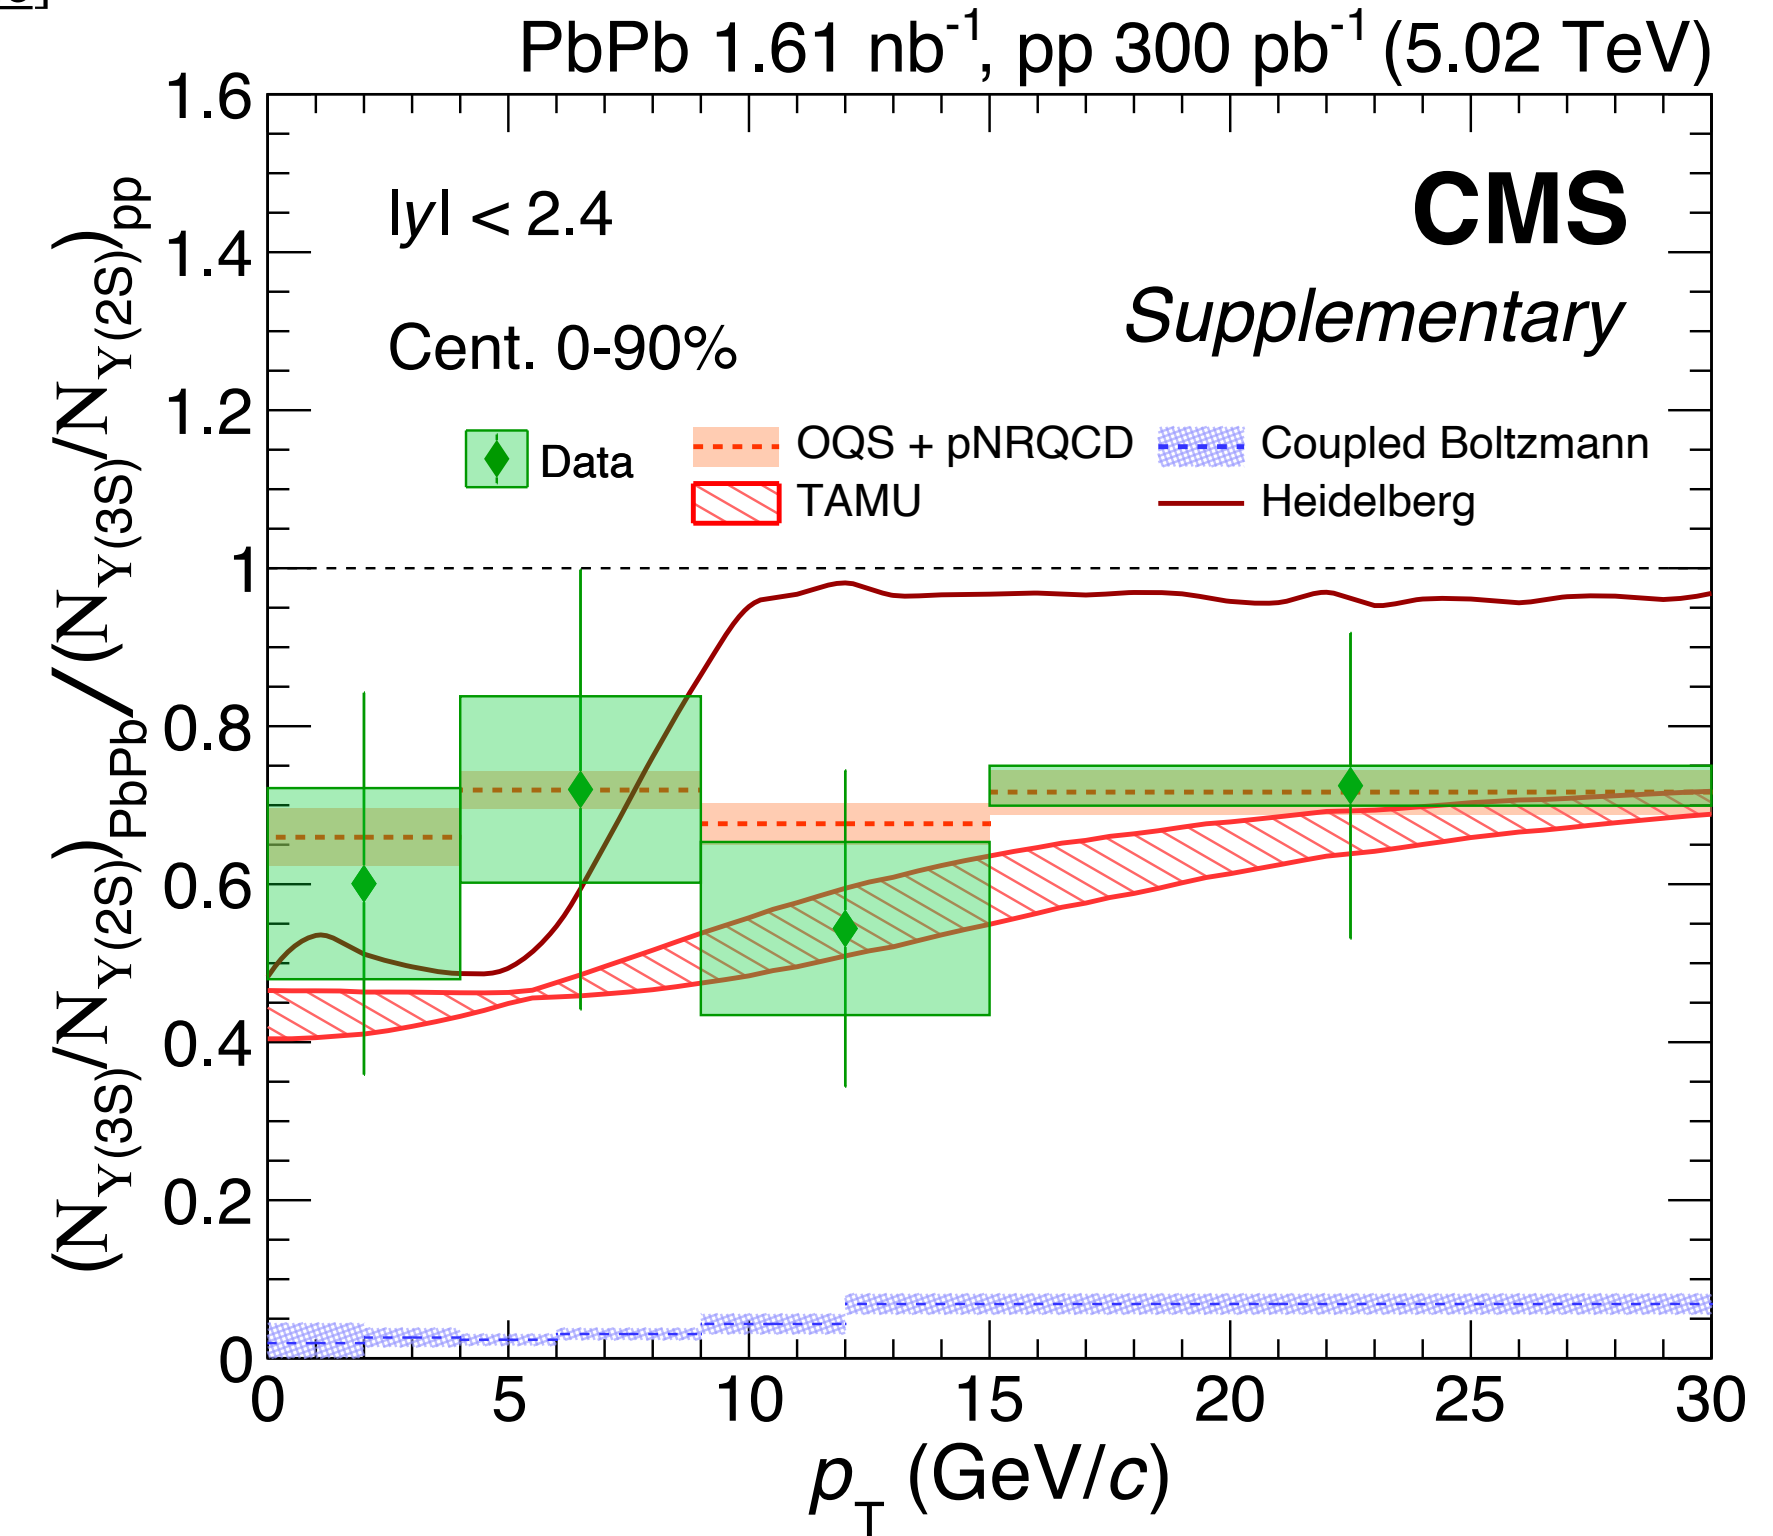 PbPb 1.61 nb-1, pp 300 pb-1 (5.02 TeV)
1.6
1.4
1.2
1
0.8
0.6
0.4
0.2
0
(NΥ(3S)/NΥ(2S))PbPb/(NΥ(3S)/NΥ(2S))pp
|y| < 2.4
Cent. 0-90%
CMS
Supplementary
Data
OQS + pNRQCD
TAMU
Coupled Boltzmann
Heidelberg
0 5 10 15 20 25 30
pT (GeV/c)